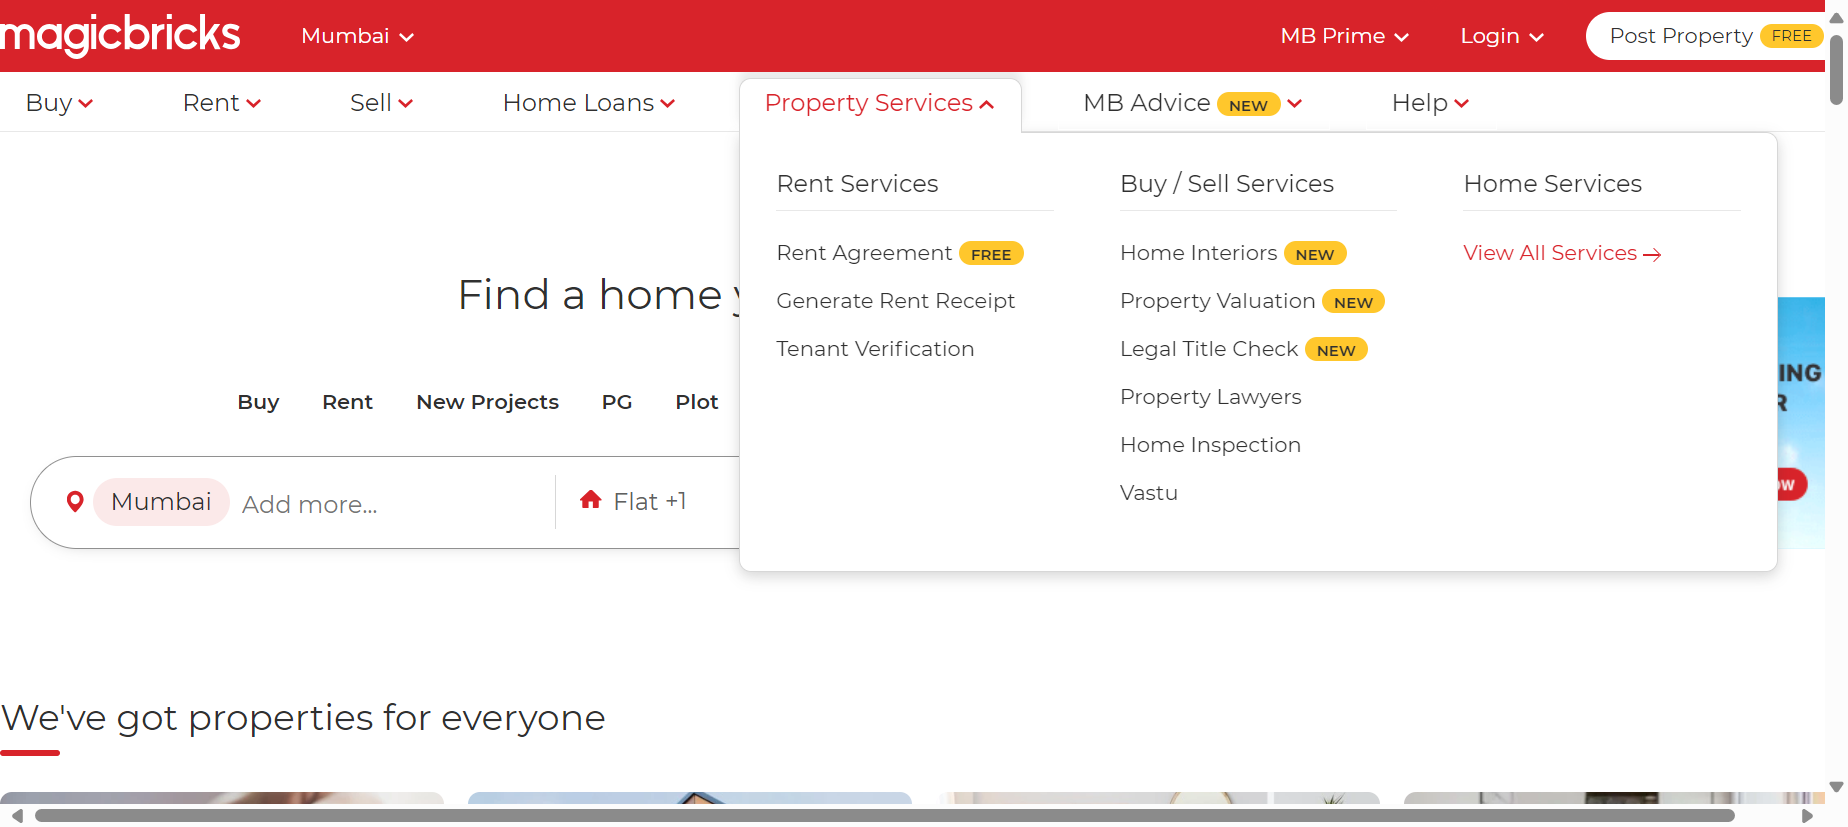 magicbricks
Mumbai
MB Prime
Login
Post Property FREE
Buy
Rent
Sell
Home Loans
Property Services
MB Advice NEW
Help
Rent Services
Rent Agreement FREE
Generate Rent Receipt
Tenant Verification
Buy / Sell Services
Home Interiors NEW
Property Valuation NEW
Legal Title Check NEW
Property Lawyers
Home Inspection
Vastu
Home Services
View All Services
Find a home
Buy
Rent
New Projects
PG
Plot
Mumbai
Add more...
Flat +1
We've got properties for everyone